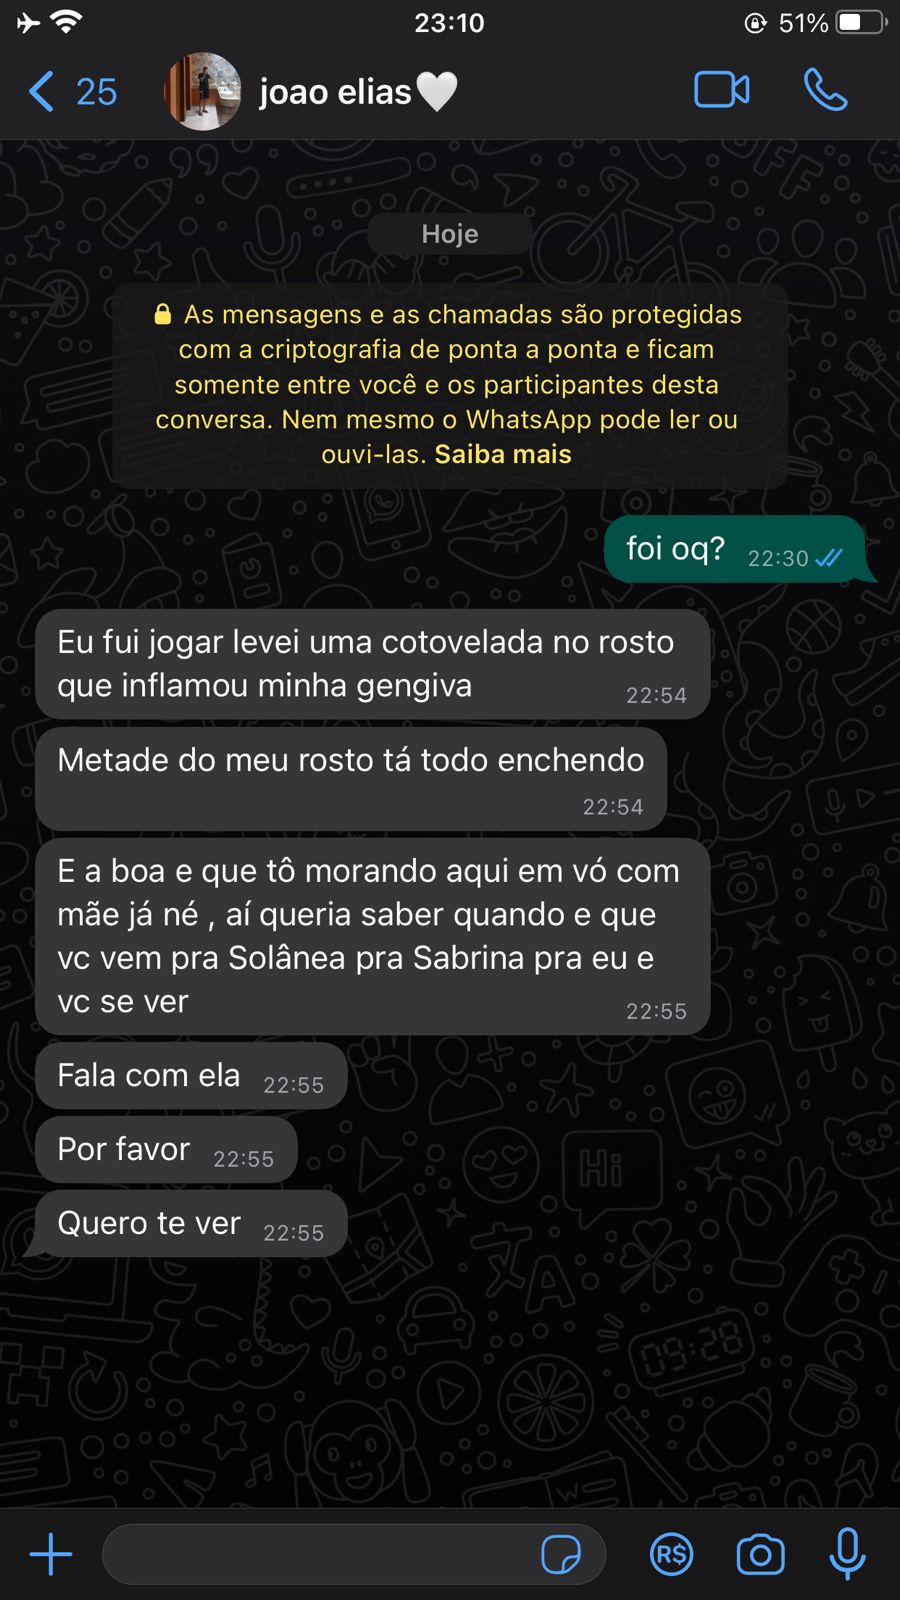 23:10
51%
25
joao elias🤍
Hoje
🔒 As mensagens e as chamadas são protegidas
com a criptografia de ponta a ponta e ficam
somente entre você e os participantes desta
conversa. Nem mesmo o WhatsApp pode ler ou
ouvi-las. Saiba mais
foi oq? 22:30
Eu fui jogar levei uma cotovelada no rosto
que inflamou minha gengiva 22:54
Metade do meu rosto tá todo enchendo
22:54
E a boa e que tô morando aqui em vó com
mãe já né , aí queria saber quando e que
vc vem pra Solânea pra Sabrina pra eu e
vc se ver 22:55
Fala com ela 22:55
Por favor 22:55
Quero te ver 22:55
R$